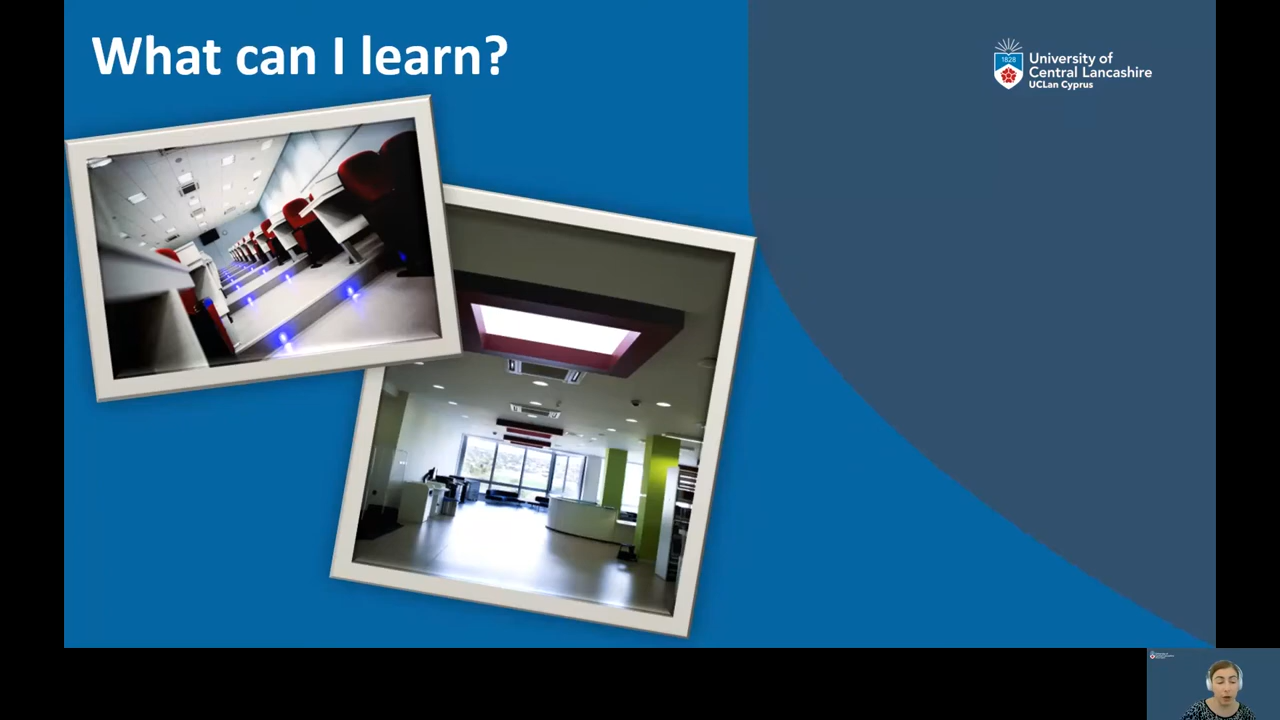 What can I learn?
1828
University of
Central Lancashire
UCLan Cyprus